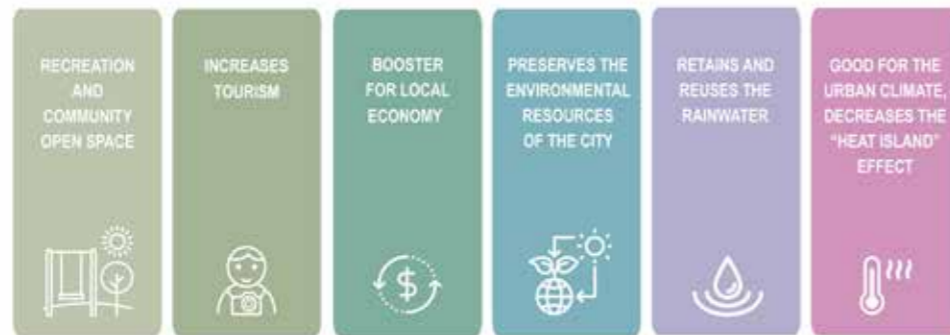 RECREATION
AND
COMMUNITY
OPEN SPACE
INCREASES
TOURISM
BOOSTER
FOR LOCAL
ECONOMY
PRESERVES THE
ENVIRONMENTAL
RESOURCES
OF THE CITY
RETAINS AND
REUSES THE
RAINWATER
GOOD FOR THE
URBAN CLIMATE,
DECREASES THE
“HEAT ISLAND”
EFFECT
$